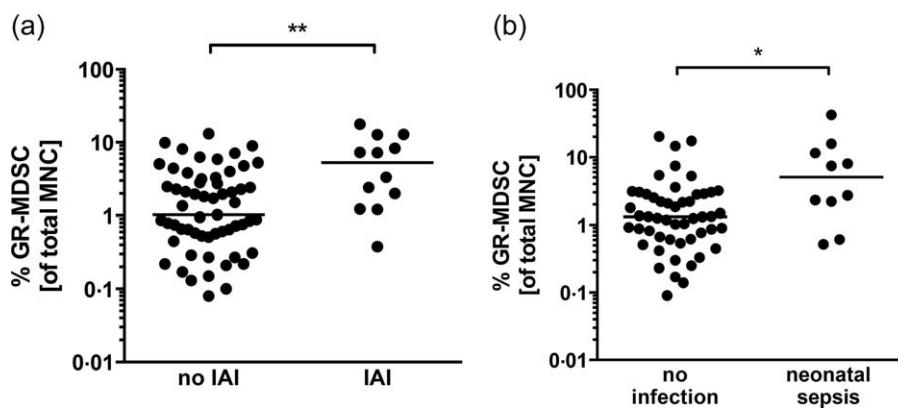 (a)
**
% GR-MDSC
[of total MNC]
100
10
1
0·1
0·01
no IAI
IAI
(b)
*
% GR-MDSC
[of total MNC]
100
10
1
0·1
0·01
no
infection
neonatal
sepsis